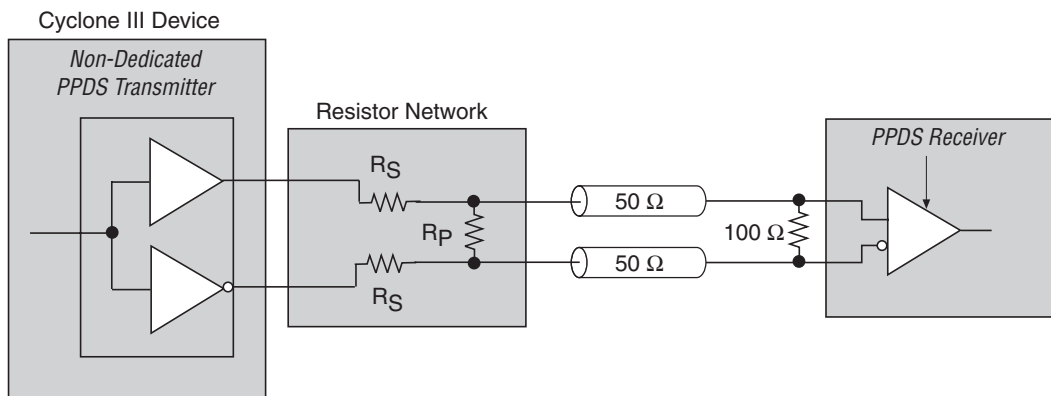 Cyclone III Device
Non-Dedicated
PPDS Transmitter
Resistor Network
PPDS Receiver
RS
50 Ω
RP
100 Ω
50 Ω
RS